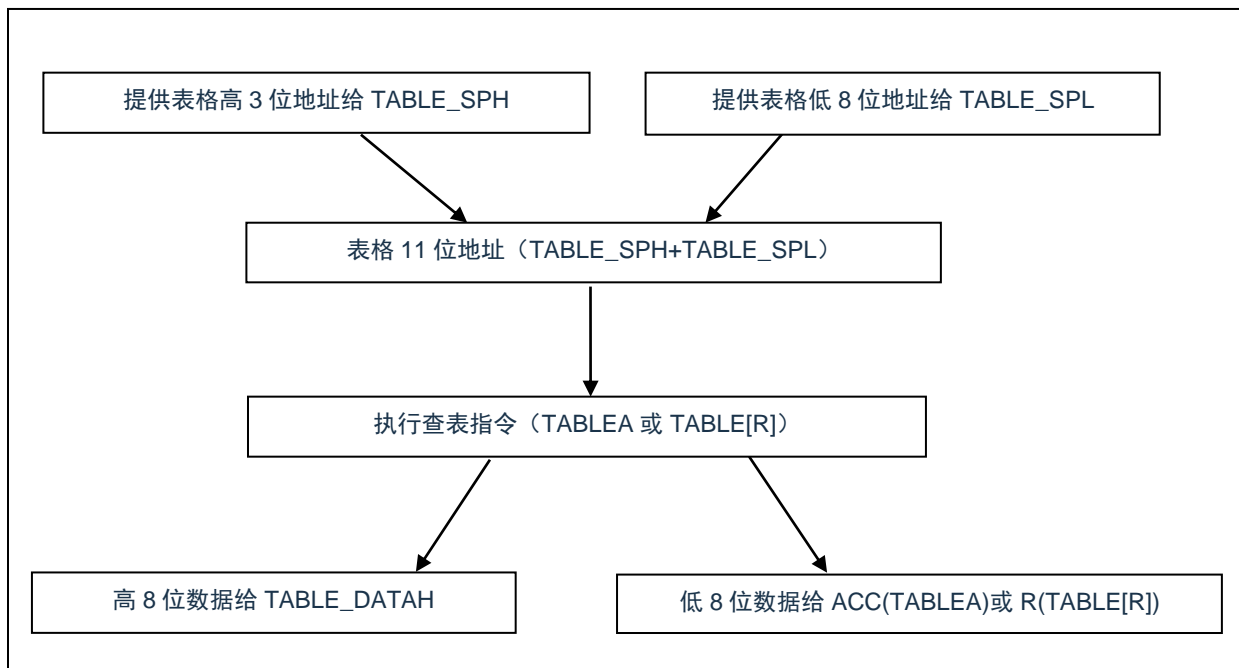 提供表格高 3 位地址给 TABLE_SPH
提供表格低 8 位地址给 TABLE_SPL
表格 11 位地址（TABLE_SPH+TABLE_SPL）
执行查表指令（TABLEA 或 TABLE[R]）
高 8 位数据给 TABLE_DATAH
低 8 位数据给 ACC(TABLEA)或 R(TABLE[R])